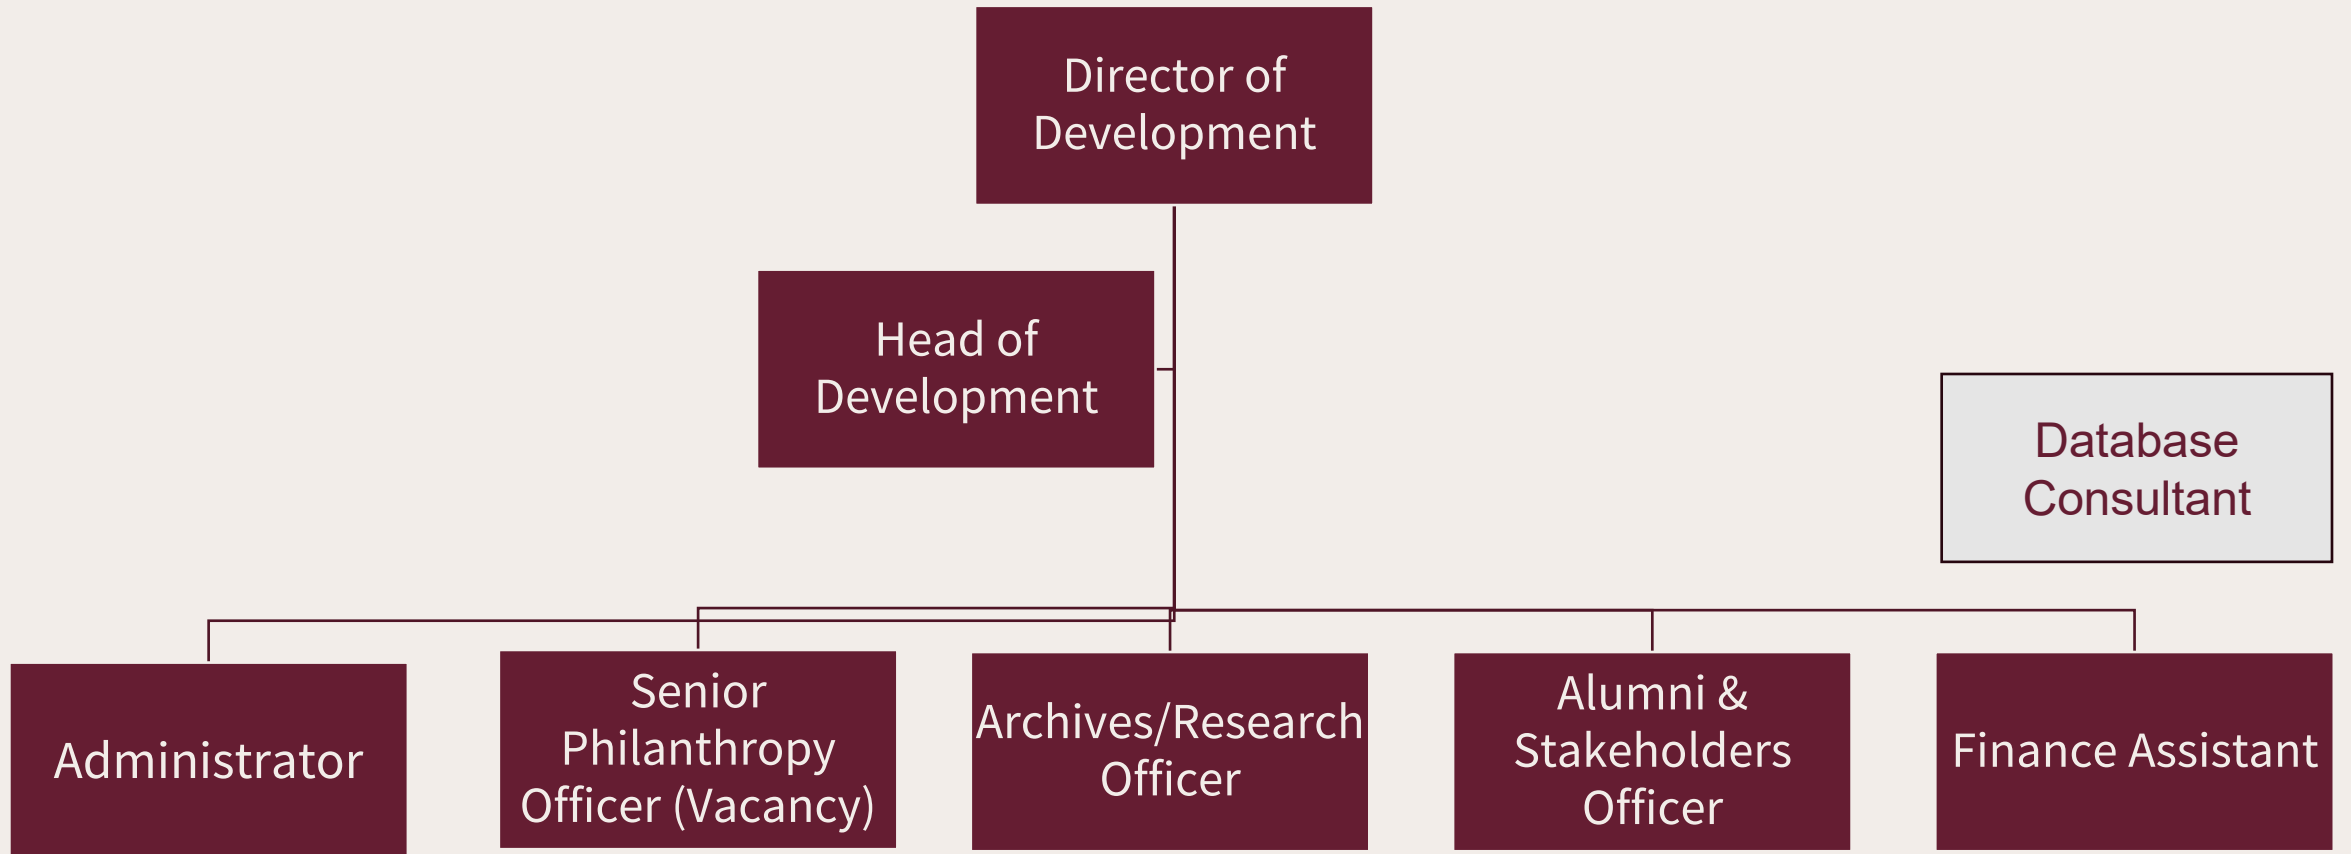 Director of
Development
Head of
Development
Database
Consultant
Administrator
Senior
Philanthropy
Officer (Vacancy)
Archives/Research
Officer
Alumni &
Stakeholders
Officer
Finance Assistant